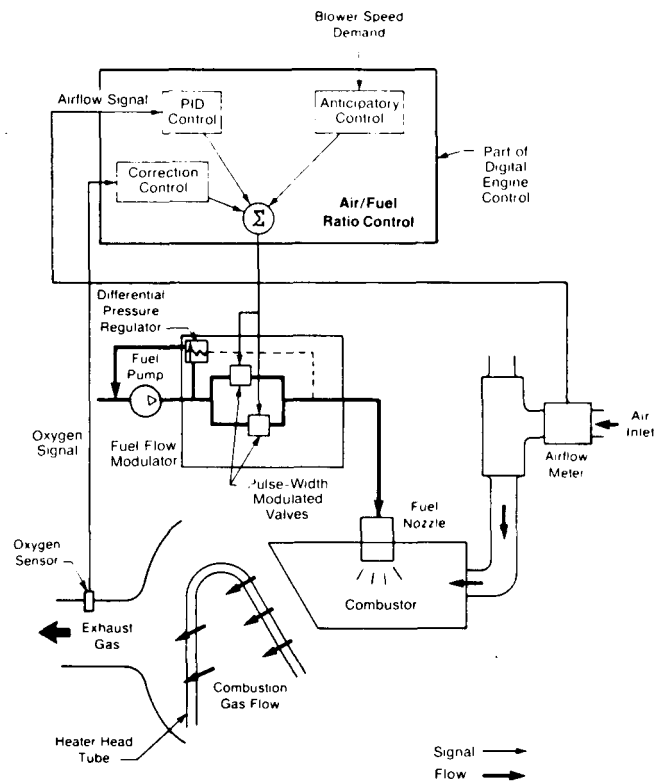 Blower Speed
Demand
Airflow Signal
PID
Control
Anticipatory
Control
Correction
Control
Part of
Digital
Engine
Control
Air/Fuel
Ratio Control
Σ
Differential
Pressure
Regulator
Fuel
Pump
Oxygen
Signal
Fuel Flow
Modulator
Pulse-Width
Modulated
Valves
Air
Inlet
Airflow
Meter
Fuel
Nozzle
Oxygen
Sensor
Combustor
Exhaust
Gas
Combustion
Gas Flow
Heater Head
Tube
Signal
Flow